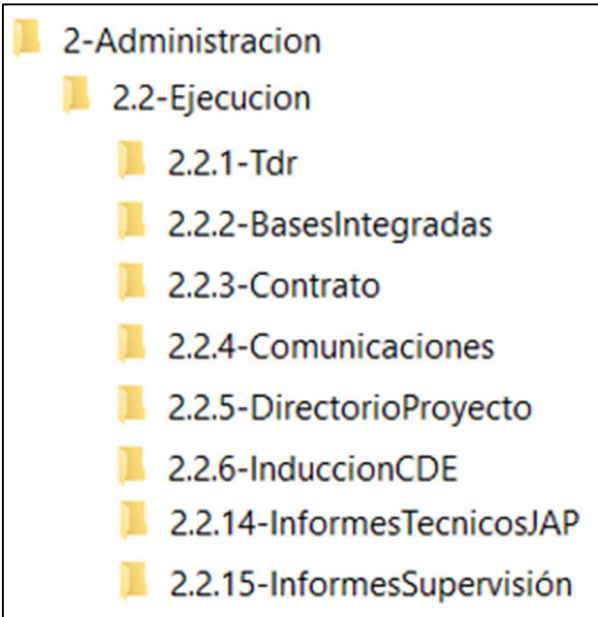 2-Administracion
2.2-Ejecucion
2.2.1-Tdr
2.2.2-BasesIntegradas
2.2.3-Contrato
2.2.4-Comunicaciones
2.2.5-DirectorioProyecto
2.2.6-InduccionCDE
2.2.14-InformesTecnicosJAP
2.2.15-InformesSupervisión